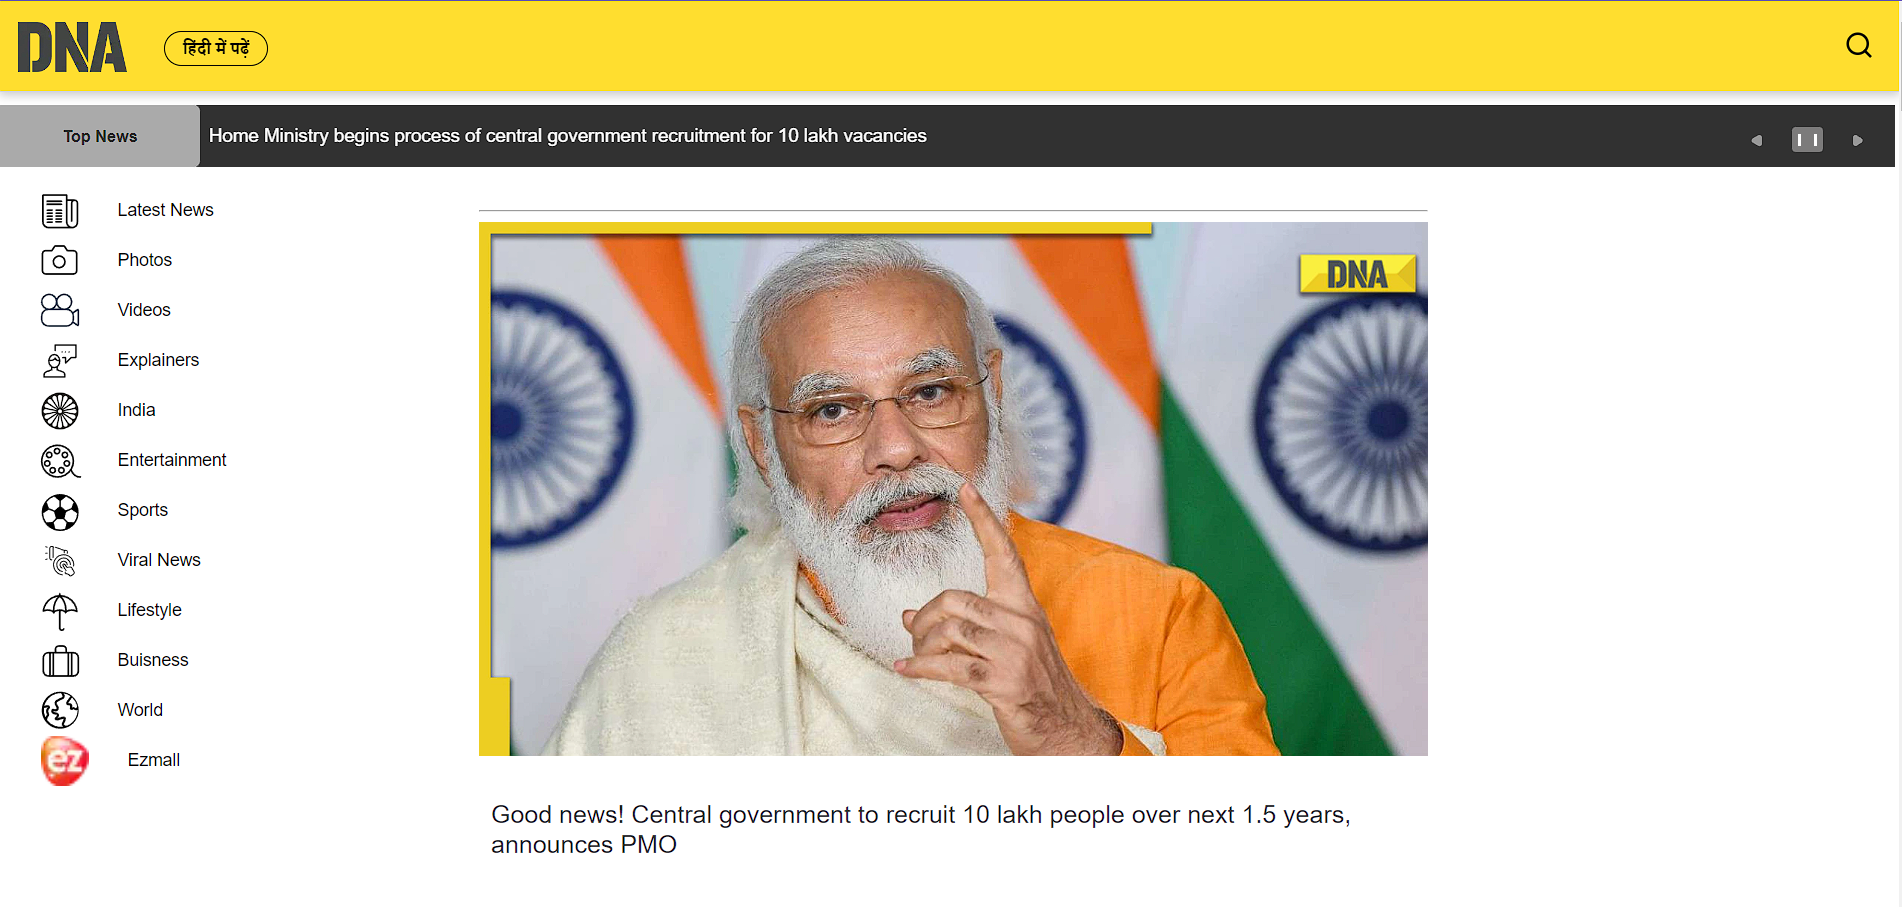 DNA
हिंदी में पढ़ें
Top News
Home Ministry begins process of central government recruitment for 10 lakh vacancies
Latest News
Photos
Videos
Explainers
India
Entertainment
Sports
Viral News
Lifestyle
Buisness
World
ez
Ezmall
DNA
Good news! Central government to recruit 10 lakh people over next 1.5 years,
announces PMO